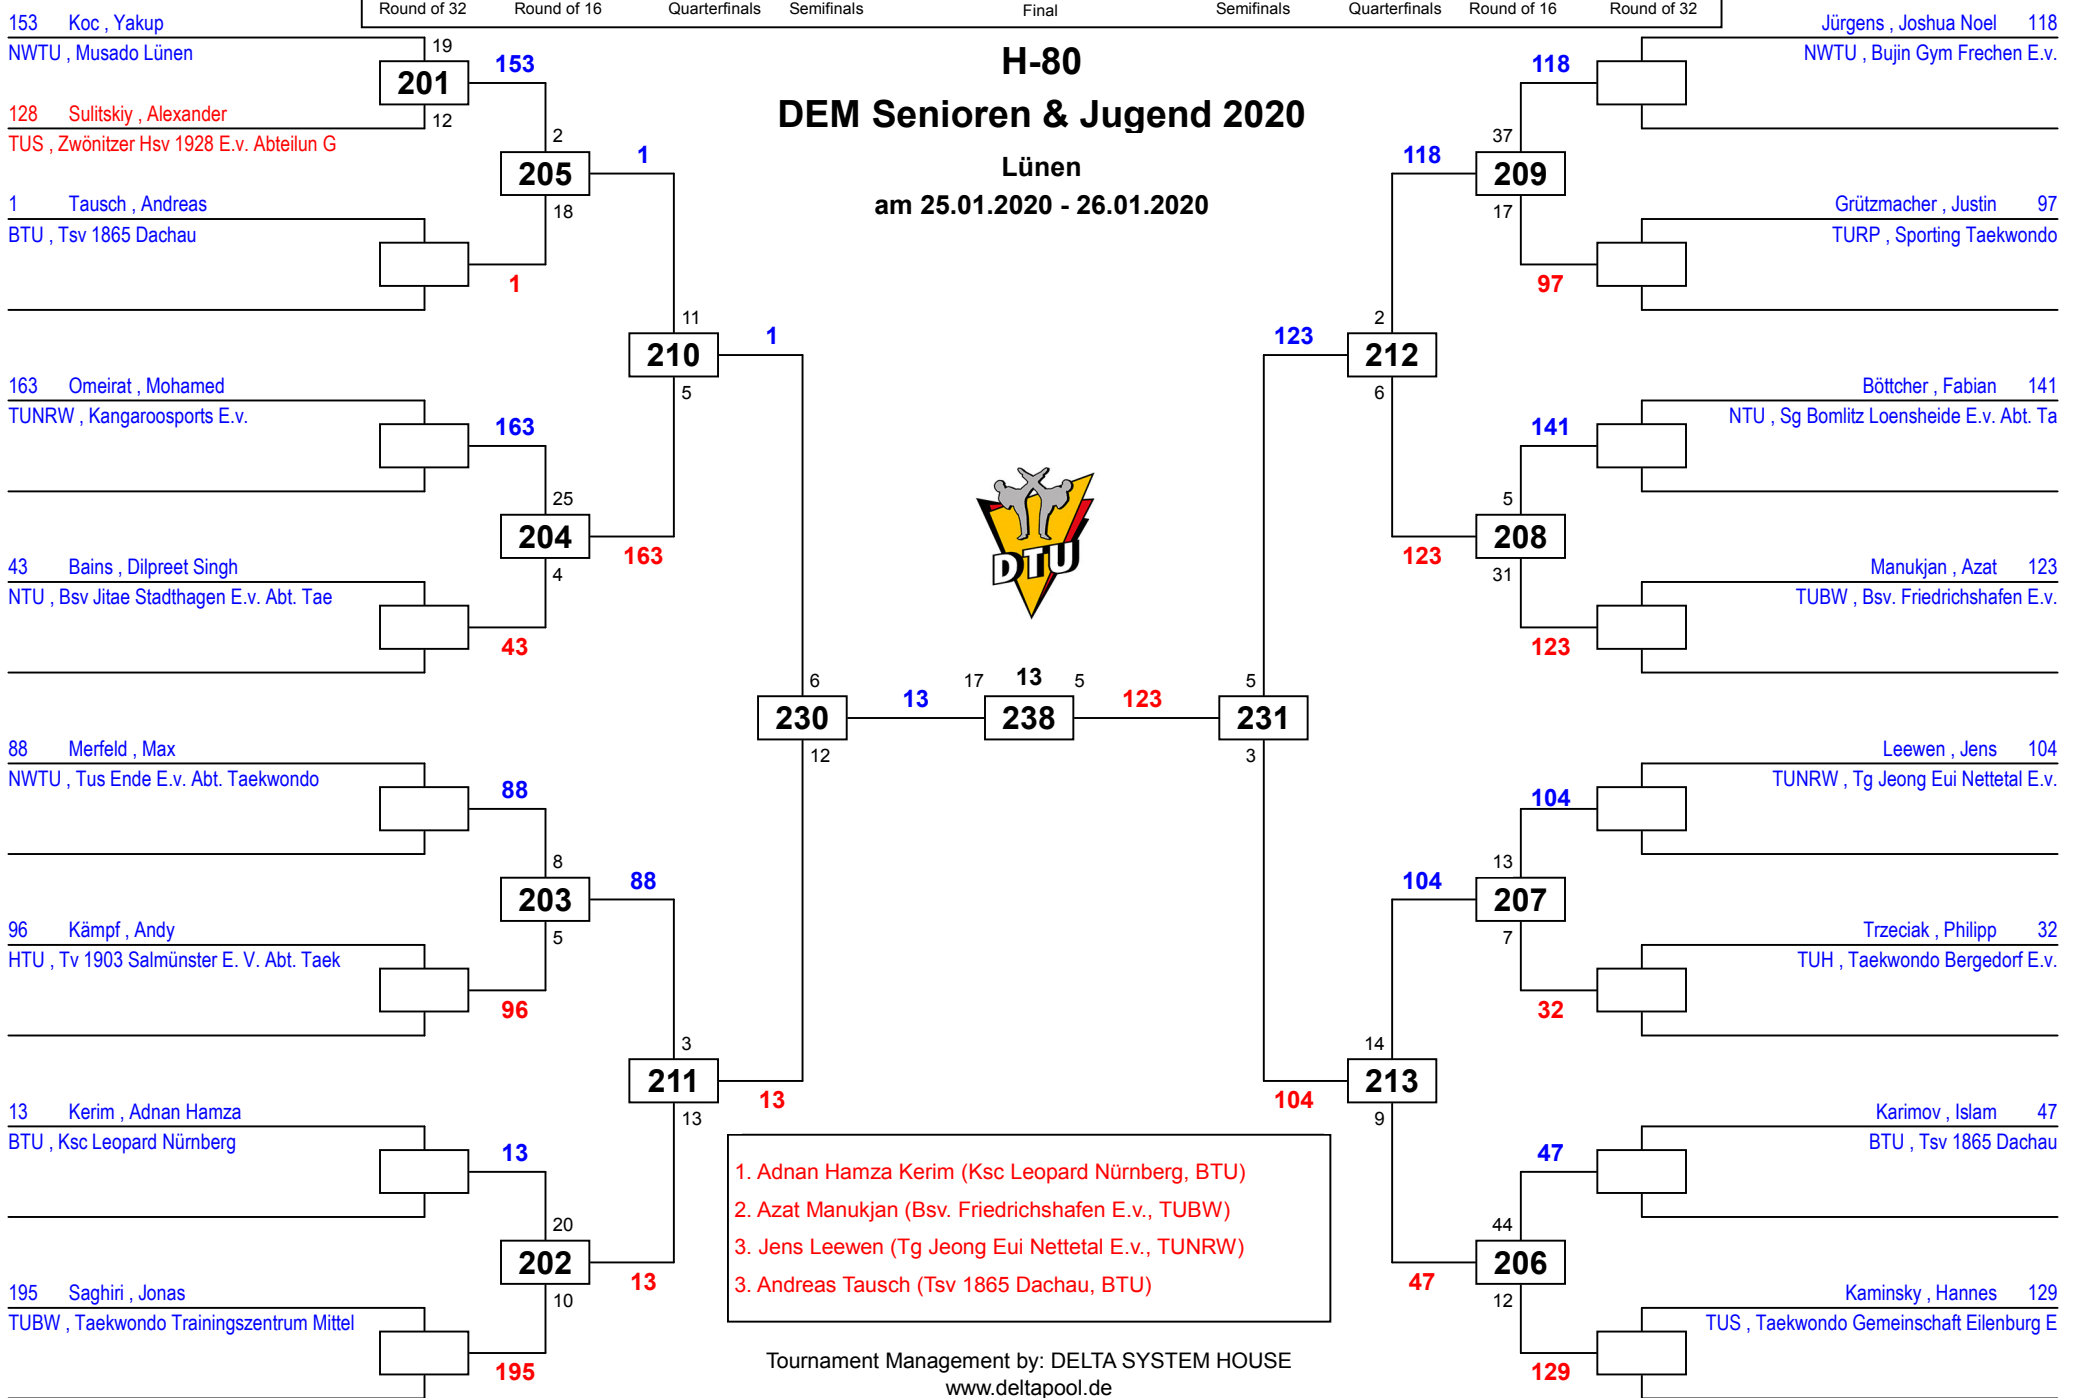 Round of 32 Round of 16 Quarterfinals Semifinals Final Semifinals Quarterfinals Round of 16 Round of 32
H-80
DEM Senioren & Jugend 2020
Lünen
am 25.01.2020 - 26.01.2020
153 Koc , Yakup
NWTU , Musado Lünen
19
201
153
12
128 Sulitskiy , Alexander
TUS , Zwönitzer Hsv 1928 E.v. Abteilun G
2
205
1
18
1 Tausch , Andreas
BTU , Tsv 1865 Dachau
1
11
210
1
5
163 Omeirat , Mohamed
TUNRW , Kangaroosports E.v.
163
25
204
163
4
43 Bains , Dilpreet Singh
NTU , Bsv Jitae Stadthagen E.v. Abt. Tae
43
6
230
13
12
88 Merfeld , Max
NWTU , Tus Ende E.v. Abt. Taekwondo
88
8
203
88
5
96 Kämpf , Andy
HTU , Tv 1903 Salmünster E. V. Abt. Taek
96
3
211
13
13
13 Kerim , Adnan Hamza
BTU , Ksc Leopard Nürnberg
13
20
202
13
10
195 Saghiri , Jonas
TUBW , Taekwondo Trainingszentrum Mittel
195
DTU
17 13 5
238
123
Jürgens , Joshua Noel 118
NWTU , Bujin Gym Frechen E.v.
118
37
118
209
17
Grützmacher , Justin 97
TURP , Sporting Taekwondo
97
2
123
212
6
Böttcher , Fabian 141
NTU , Sg Bomlitz Loensheide E.v. Abt. Ta
141
5
208
123
31
Manukjan , Azat 123
TUBW , Bsv. Friedrichshafen E.v.
123
5
231
3
Leewen , Jens 104
TUNRW , Tg Jeong Eui Nettetal E.v.
104
13
104
207
7
Trzeciak , Philipp 32
TUH , Taekwondo Bergedorf E.v.
32
14
213
104
9
Karimov , Islam 47
BTU , Tsv 1865 Dachau
47
44
206
47
12
Kaminsky , Hannes 129
TUS , Taekwondo Gemeinschaft Eilenburg E
129
1. Adnan Hamza Kerim (Ksc Leopard Nürnberg, BTU)
2. Azat Manukjan (Bsv. Friedrichshafen E.v., TUBW)
3. Jens Leewen (Tg Jeong Eui Nettetal E.v., TUNRW)
3. Andreas Tausch (Tsv 1865 Dachau, BTU)
Tournament Management by: DELTA SYSTEM HOUSE
www.deltapool.de